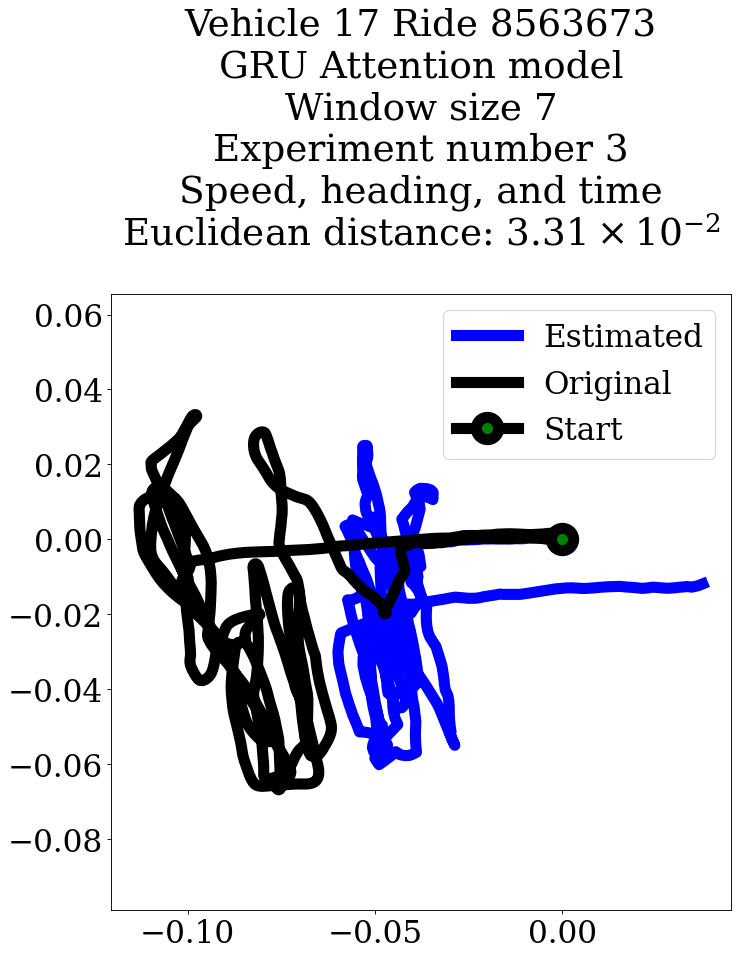 Vehicle 17 Ride 8563673
GRU Attention model
Window size 7
Experiment number 3
Speed, heading, and time
Euclidean distance: 3.31 × 10⁻²
0.06
0.04
0.02
0.00
−0.02
−0.04
−0.06
−0.08
Estimated
Original
Start
−0.10
−0.05
0.00